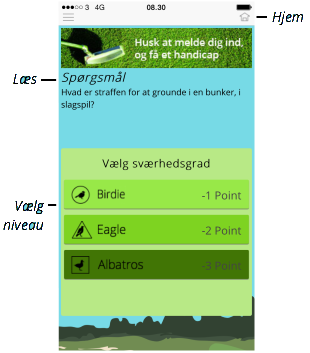 3 4G 08.30
Hjem
Husk at melde dig ind,
og få et handicap
Læs
Spørgsmål
Hvad er straffen for at grounde i en bunker, i
slagspil?
Vælg sværhedsgrad
Vælg
niveau
Birdie -1 Point
Eagle -2 Point
Albatros -3 Point